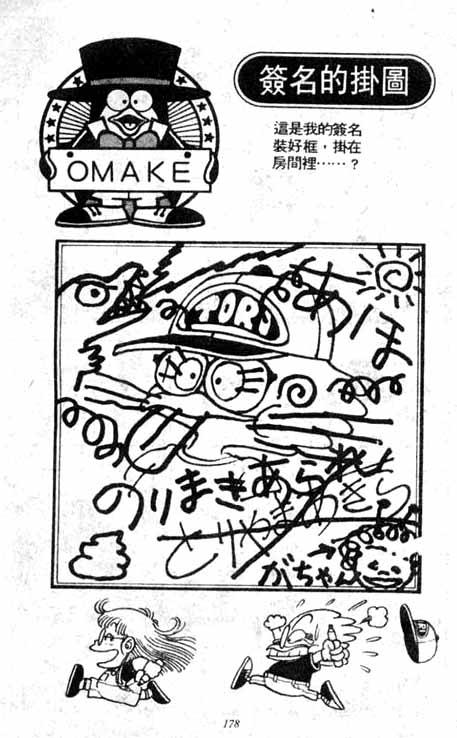 簽名的掛圖
這是我的簽名
裝好框，掛在
房間裡⋯⋯？
OMAKE
TORI
あほ
のりまきあられ
とりやまあきら
がちゃん
178